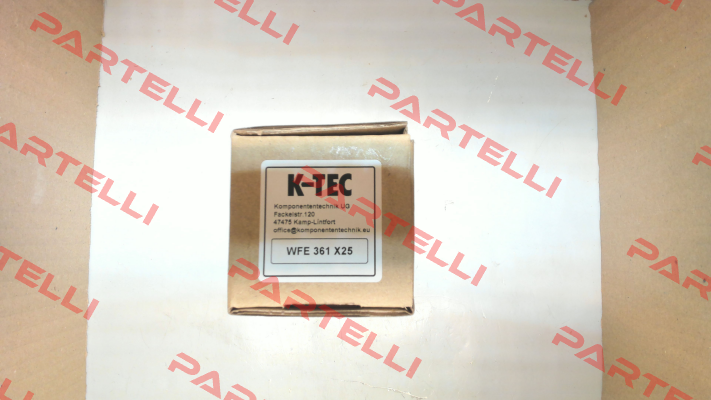 K-TEC
Komponententechnik UG
Fackelstr.120
47475 Kamp-Lintfort
office@komponententechnik.eu
WFE 361 X25
PARTELLI
PARTELLI
PARTELLI
PARTELLI
PARTELLI
PARTELLI
PARTELLI
PARTELLI